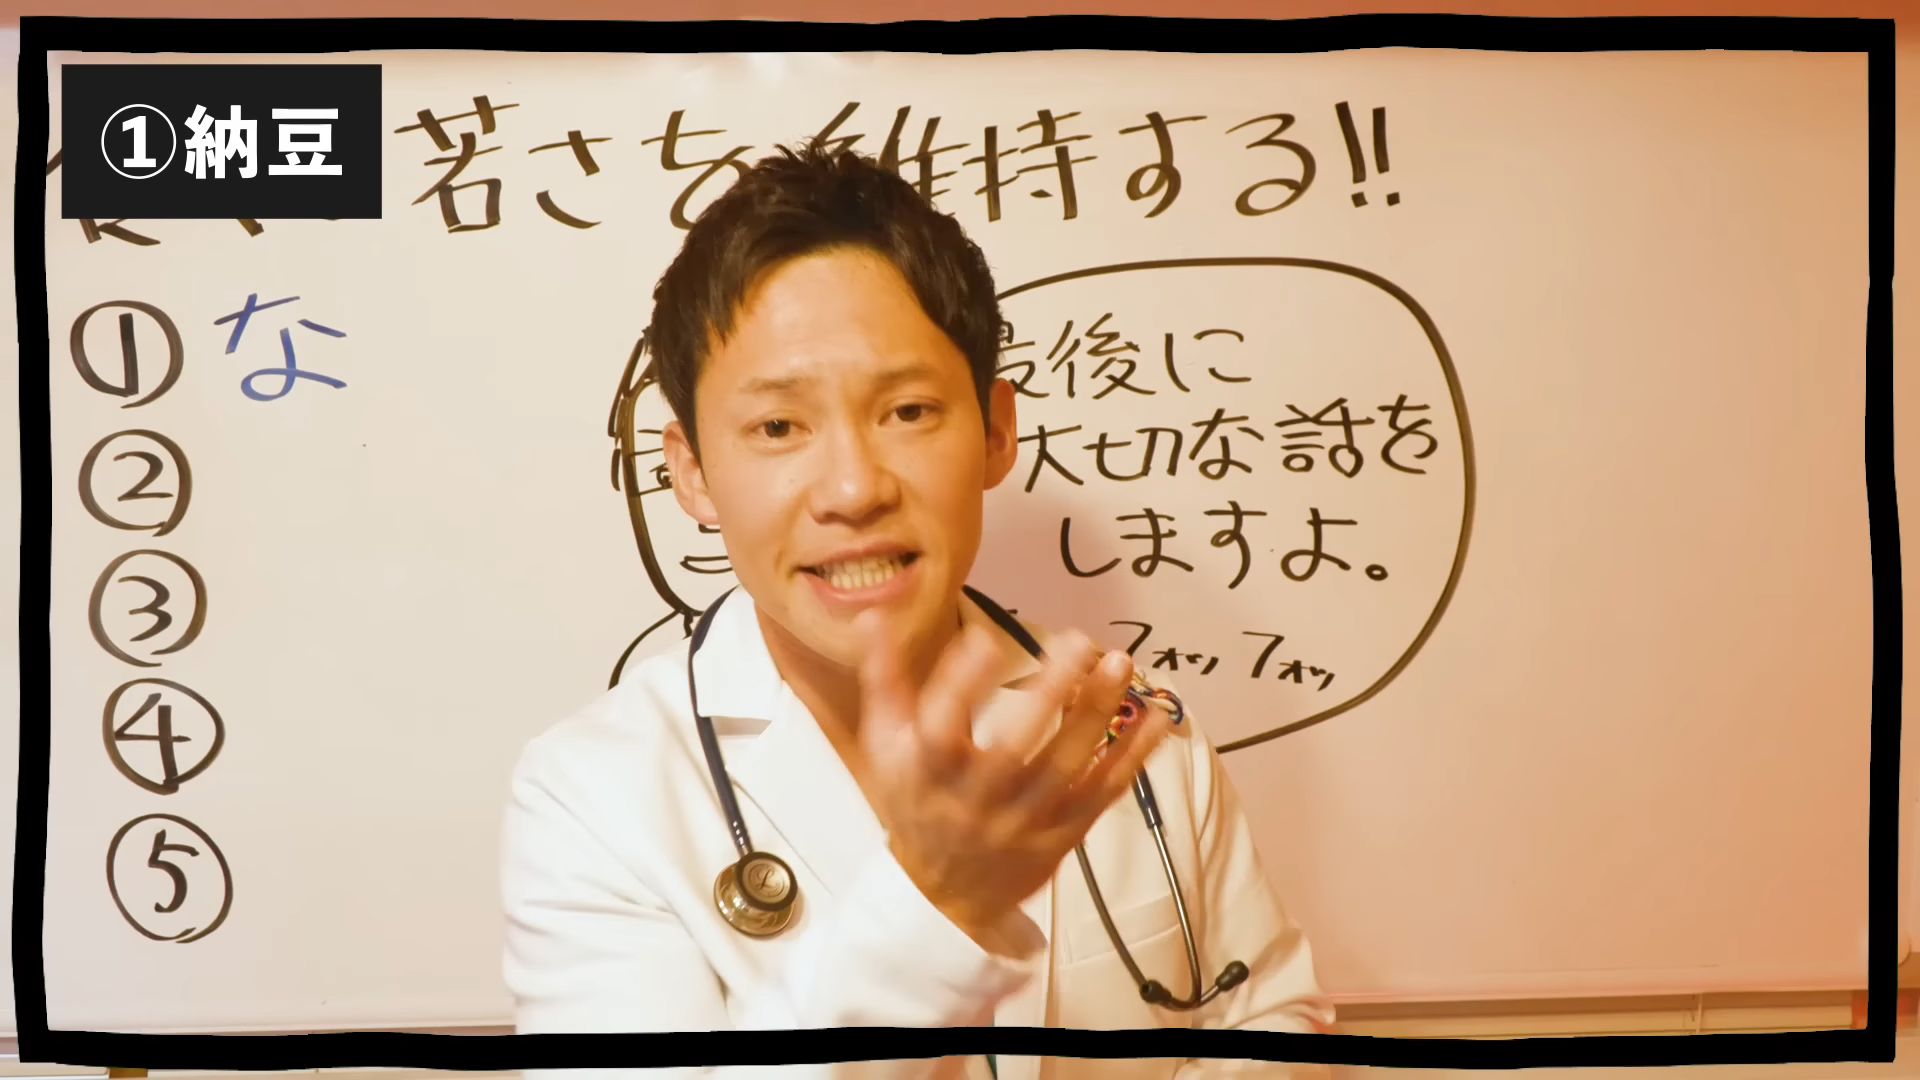 ①納豆
若さを維持する!!
① な
②
③
④
⑤
最後に
大切な話を
しますよ。
フォッ フォッ